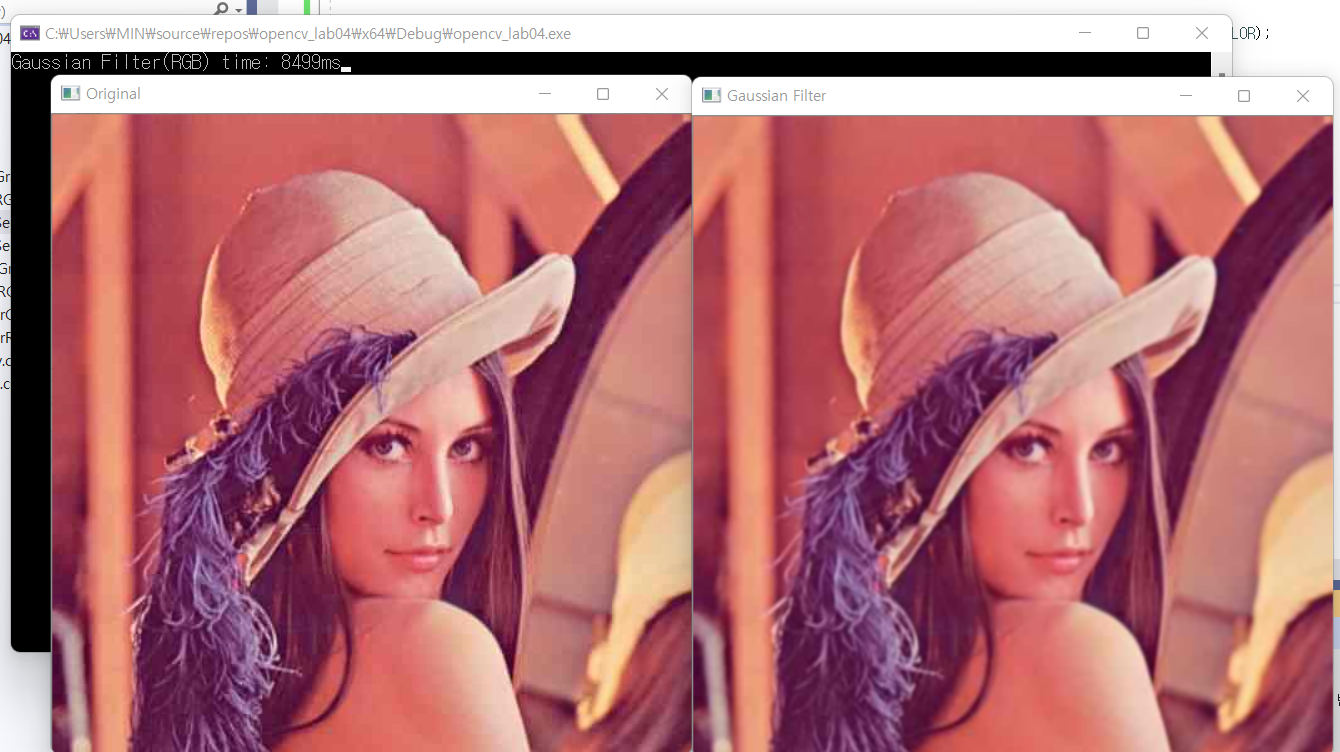 LOR);
C:₩Users₩MIN₩source₩repos₩opencv_lab04₩x64₩Debug₩opencv_lab04.exe
Gaussian Filter(RGB) time: 8499ms
Original
Gaussian Filter